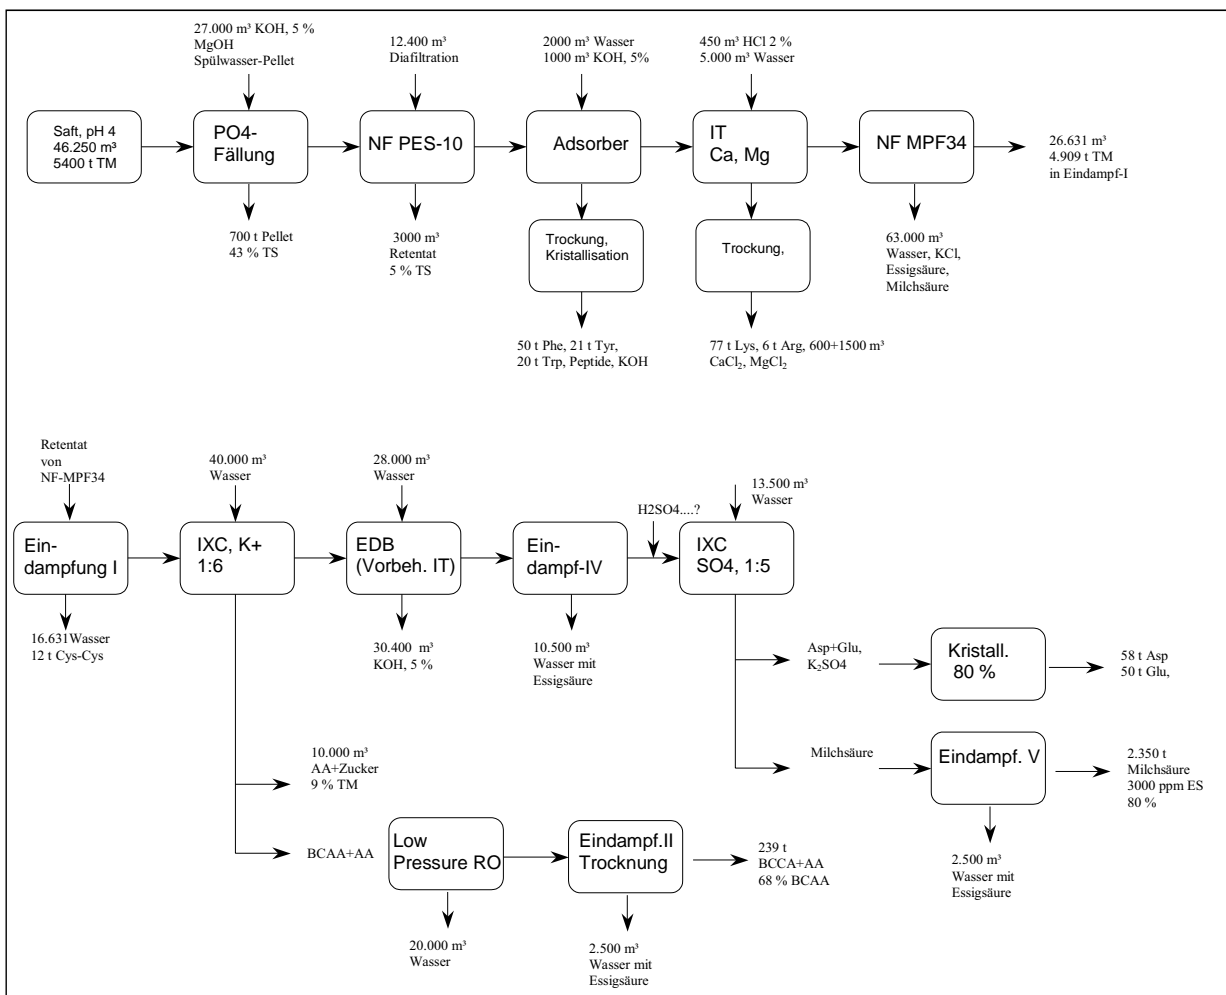 27.000 m³ KOH, 5 %
MgOH
Spülwasser-Pellet
12.400 m³
Diafiltration
2000 m³ Wasser
1000 m³ KOH, 5%
450 m³ HCl 2 %
5.000 m³ Wasser
Saft, pH 4
46.250 m³
5400 t TM
PO4-
Fällung
NF PES-10
Adsorber
IT
Ca, Mg
NF MPF34
26.631 m³
4.909 t TM
in Eindampf-I
700 t Pellet
43 % TS
3000 m³
Retentat
5 % TS
Trockung,
Kristallisation
Trockung,
63.000 m³
Wasser, KCl,
Essigsäure,
Milchsäure
50 t Phe, 21 t Tyr,
20 t Trp, Peptide, KOH
77 t Lys, 6 t Arg, 600+1500 m³
CaCl₂, MgCl₂
Retentat
von
NF-MPF34
40.000 m³
Wasser
28.000 m³
Wasser
H2SO4....?
13.500 m³
Wasser
Ein-
dampfung I
IXC, K+
1:6
EDB
(Vorbeh. IT)
Ein-
dampf-IV
IXC
SO4, 1:5
16.631Wasser
12 t Cys-Cys
30.400 m³
KOH, 5 %
10.500 m³
Wasser mit
Essigsäure
Asp+Glu,
K₂SO4
Kristall.
80 %
58 t Asp
50 t Glu,
10.000 m³
AA+Zucker
9 % TM
Milchsäure
Eindampf. V
2.350 t
Milchsäure
3000 ppm ES
80 %
BCAA+AA
Low
Pressure RO
Eindampf.II
Trocknung
239 t
BCCA+AA
68 % BCAA
2.500 m³
Wasser mit
Essigsäure
20.000 m³
Wasser
2.500 m³
Wasser mit
Essigsäure